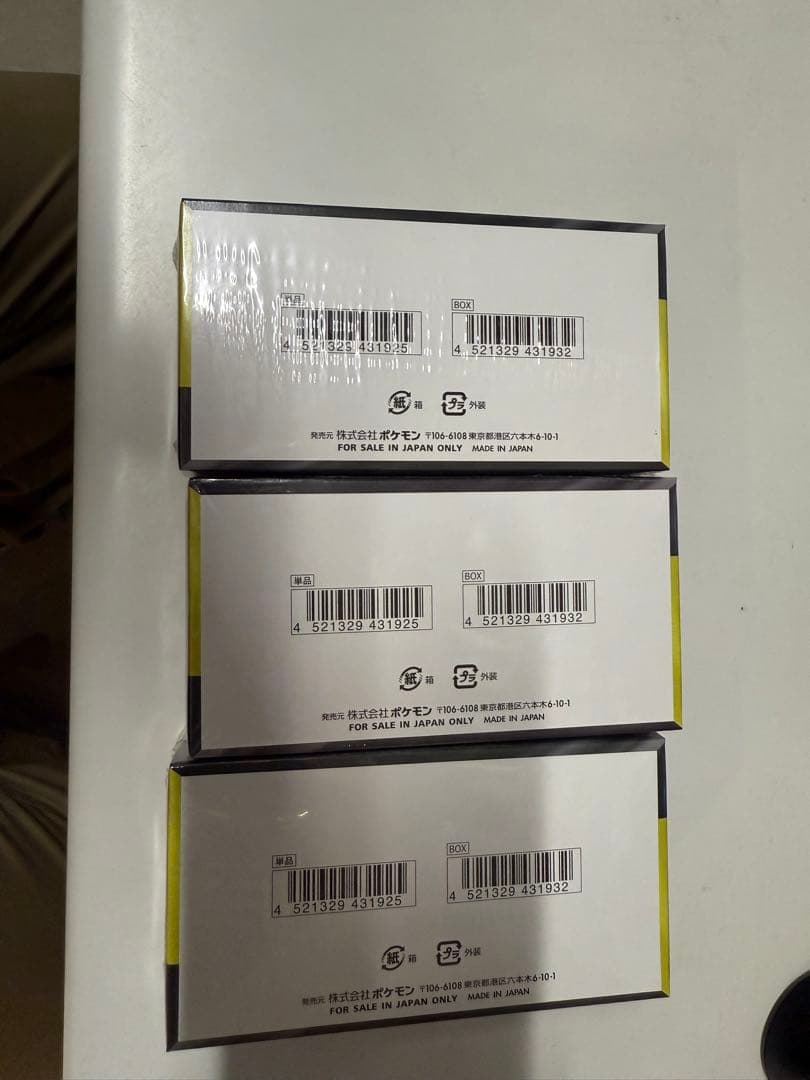 単品
BOX
4 521329 431925
4 521329 431932
紙 箱
プラ 外装
発売元 株式会社ポケモン 〒106-6108 東京都港区六本木6-10-1
FOR SALE IN JAPAN ONLY MADE IN JAPAN
単品
BOX
4 521329 431925
4 521329 431932
紙 箱
プラ 外装
発売元 株式会社ポケモン 〒106-6108 東京都港区六本木6-10-1
FOR SALE IN JAPAN ONLY MADE IN JAPAN
単品
BOX
4 521329 431925
4 521329 431932
紙 箱
プラ 外装
発売元 株式会社ポケモン 〒106-6108 東京都港区六本木6-10-1
FOR SALE IN JAPAN ONLY MADE IN JAPAN